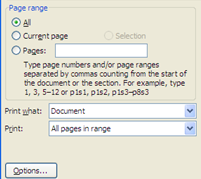 Page range
All
Current page Selection
Pages:
Type page numbers and/or page ranges
separated by commas counting from the start
of the document or the section. For example, type
1, 3, 5–12 or p1s1, p1s2, p1s3–p8s3
Print what: Document
Print: All pages in range
Options...